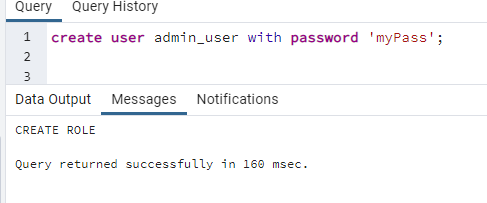 Query Query History
1 create user admin_user with password 'myPass';
2
3
Data Output Messages Notifications
CREATE ROLE
Query returned successfully in 160 msec.